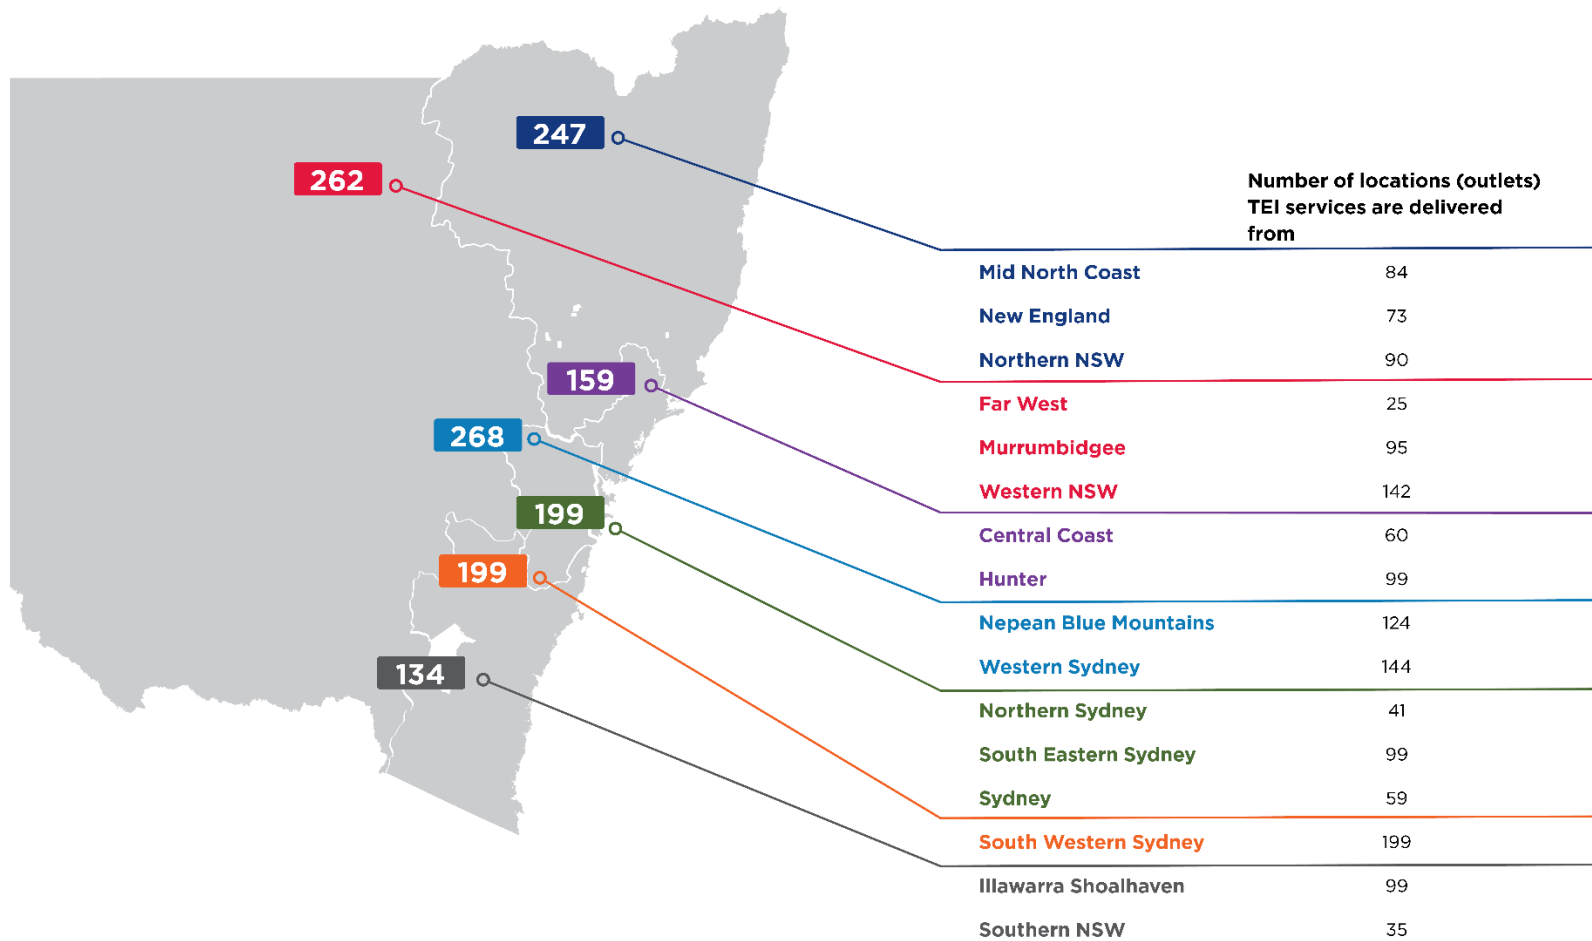 247
262
159
268
199
199
134
Number of locations (outlets)
TEI services are delivered
from
Mid North Coast 84
New England 73
Northern NSW 90
Far West 25
Murrumbidgee 95
Western NSW 142
Central Coast 60
Hunter 99
Nepean Blue Mountains 124
Western Sydney 144
Northern Sydney 41
South Eastern Sydney 99
Sydney 59
South Western Sydney 199
Illawarra Shoalhaven 99
Southern NSW 35